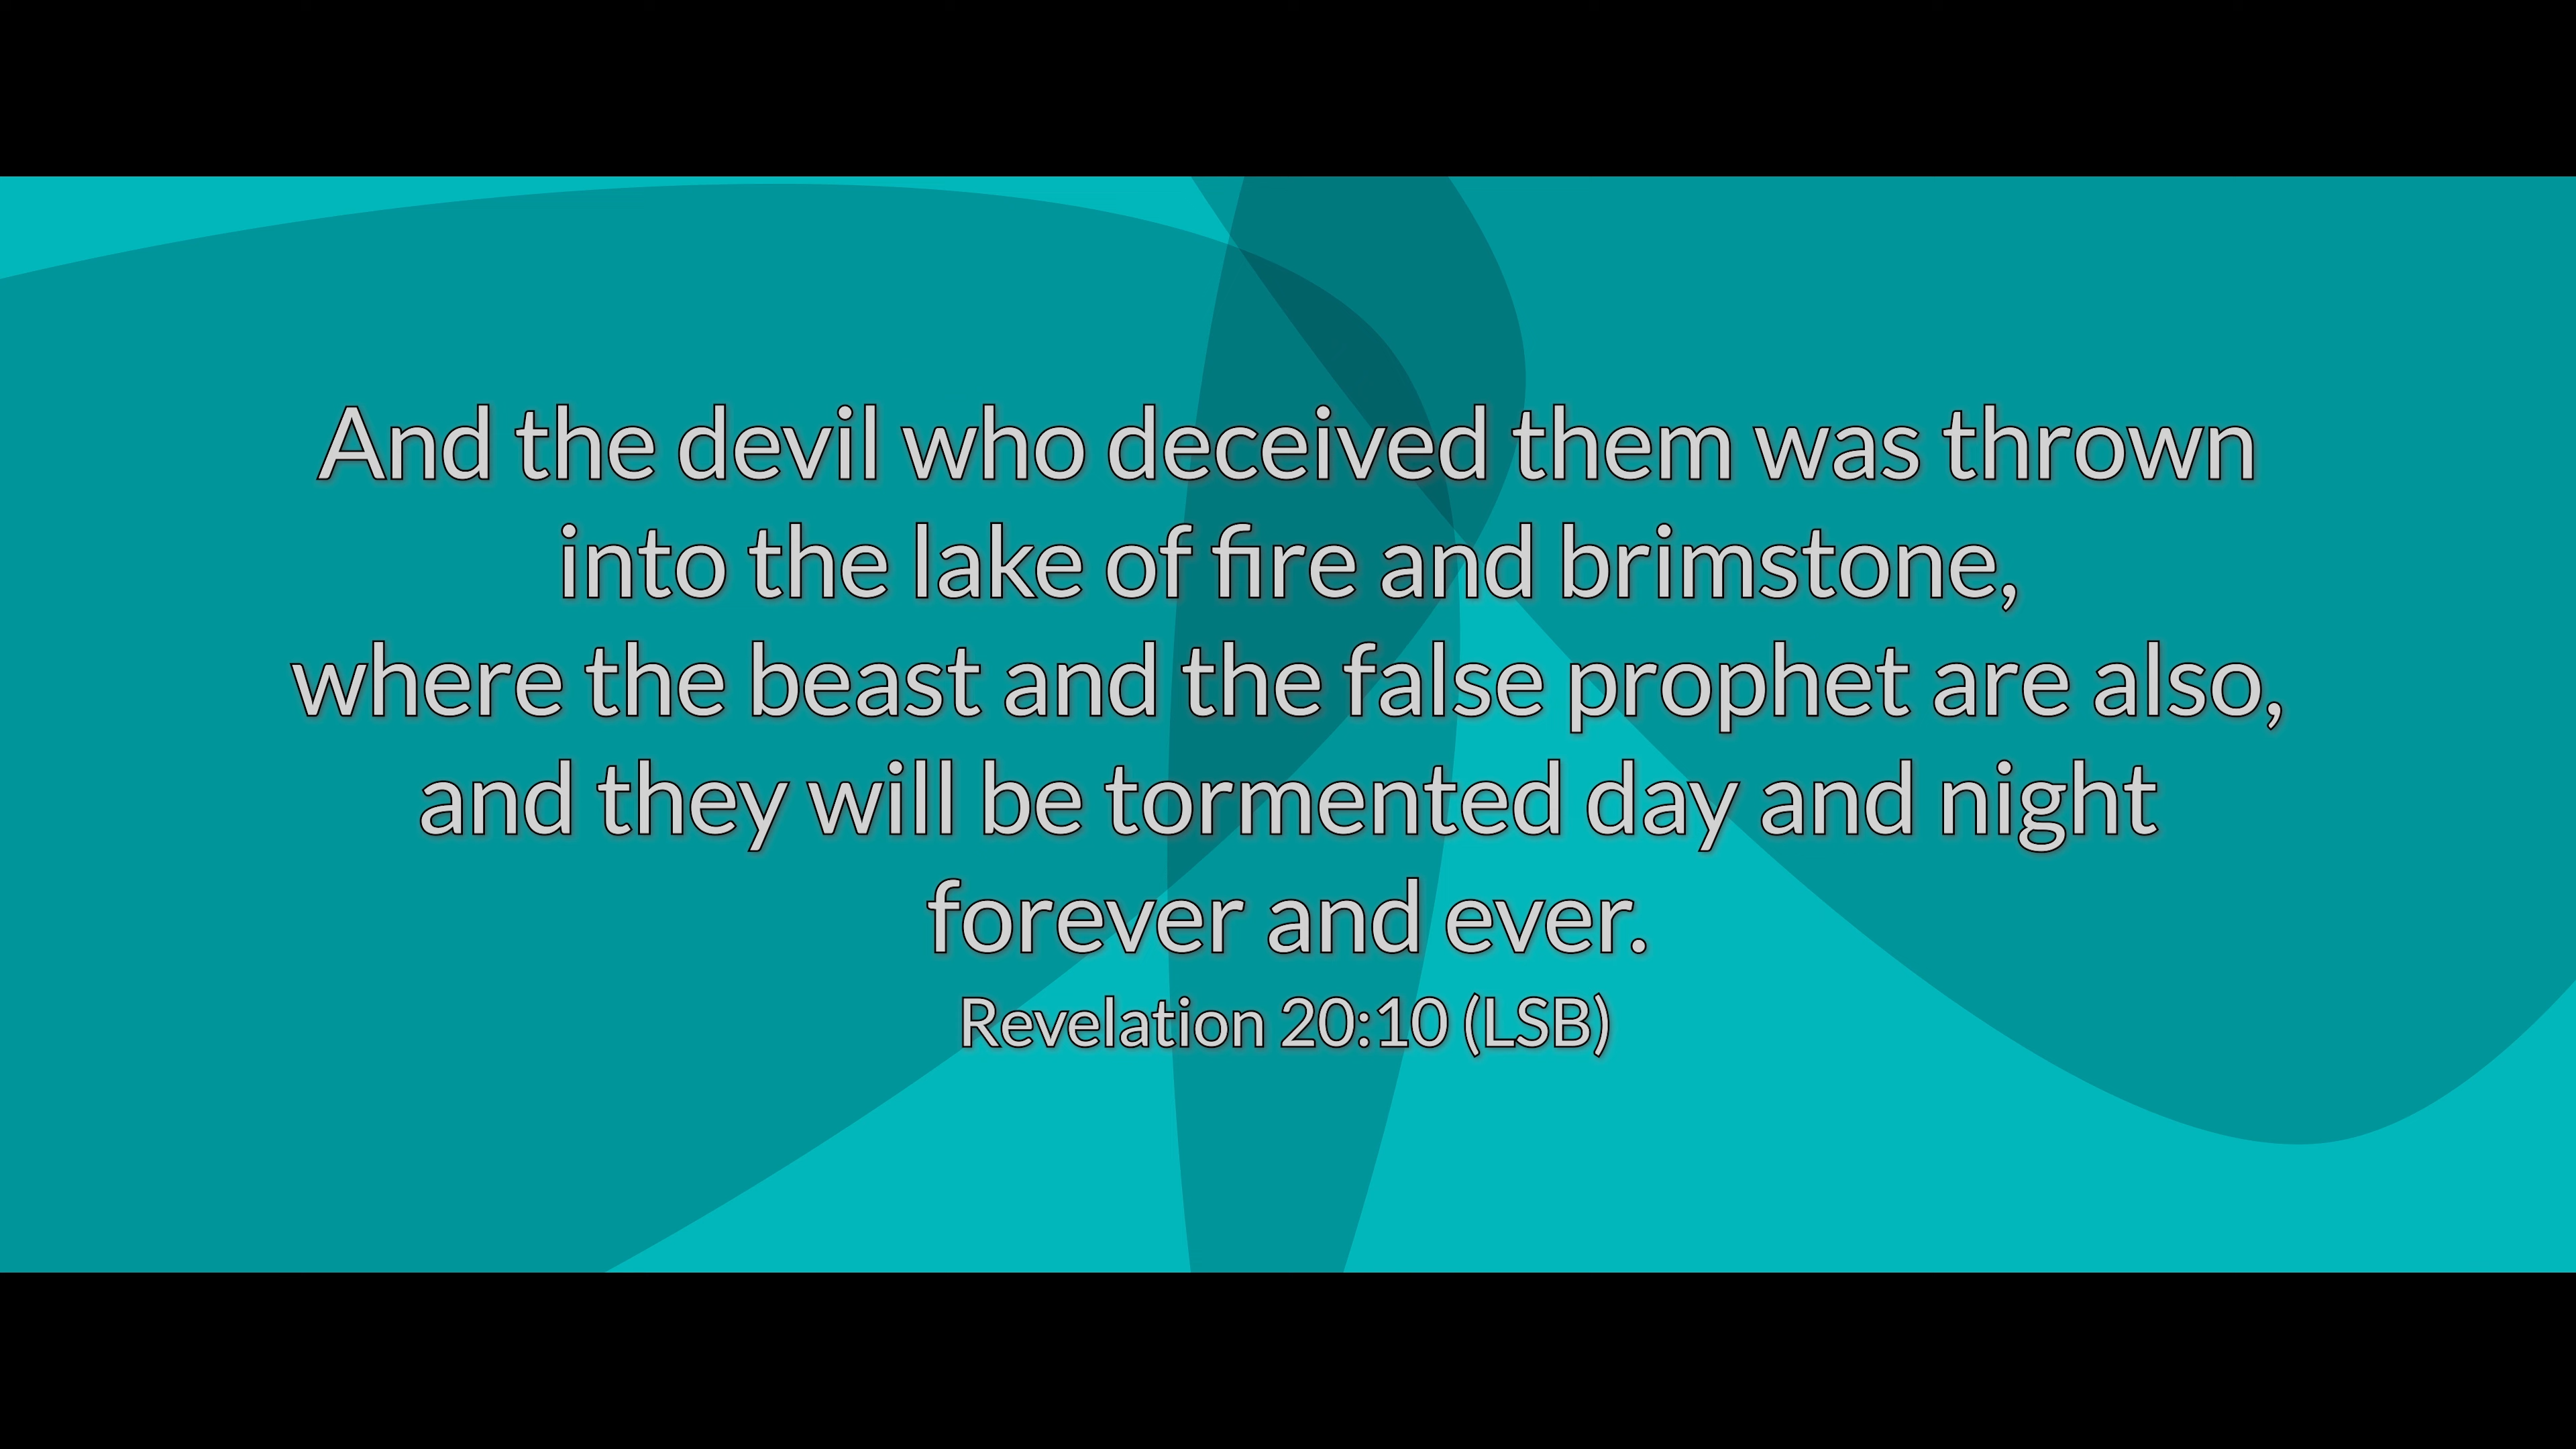 And the devil who deceived them was thrown
into the lake of fire and brimstone,
where the beast and the false prophet are also,
and they will be tormented day and night
forever and ever.
Revelation 20:10 (LSB)